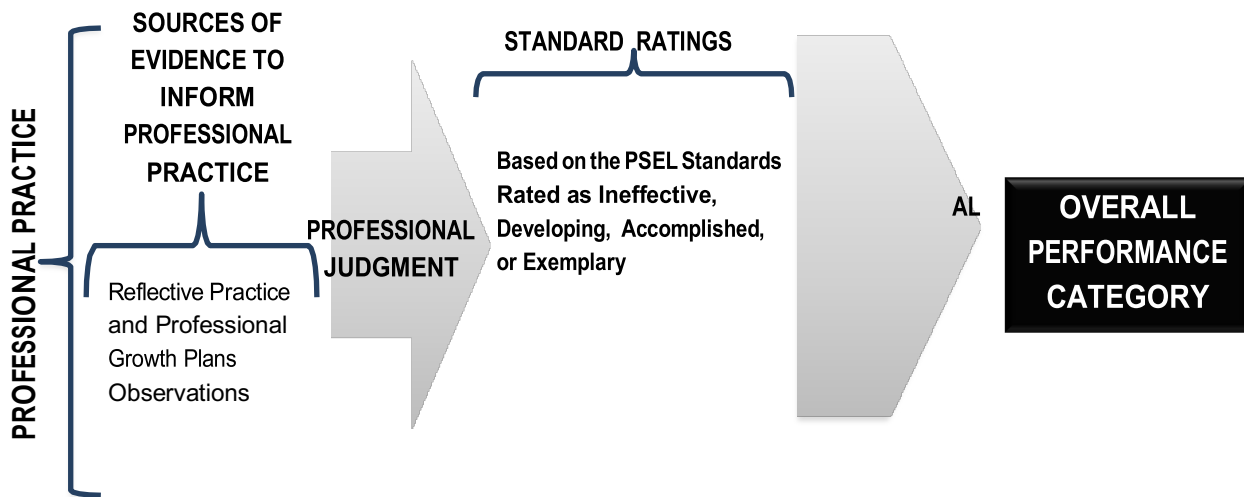 PROFESSIONAL PRACTICE
SOURCES OF
EVIDENCE TO
INFORM
PROFESSIONAL
PRACTICE
Reflective Practice
and Professional
Growth Plans
Observations
PROFESSIONAL
JUDGMENT
STANDARD RATINGS
Based on the PSEL Standards
Rated as Ineffective,
Developing, Accomplished,
or Exemplary
AL
OVERALL
PERFORMANCE
CATEGORY